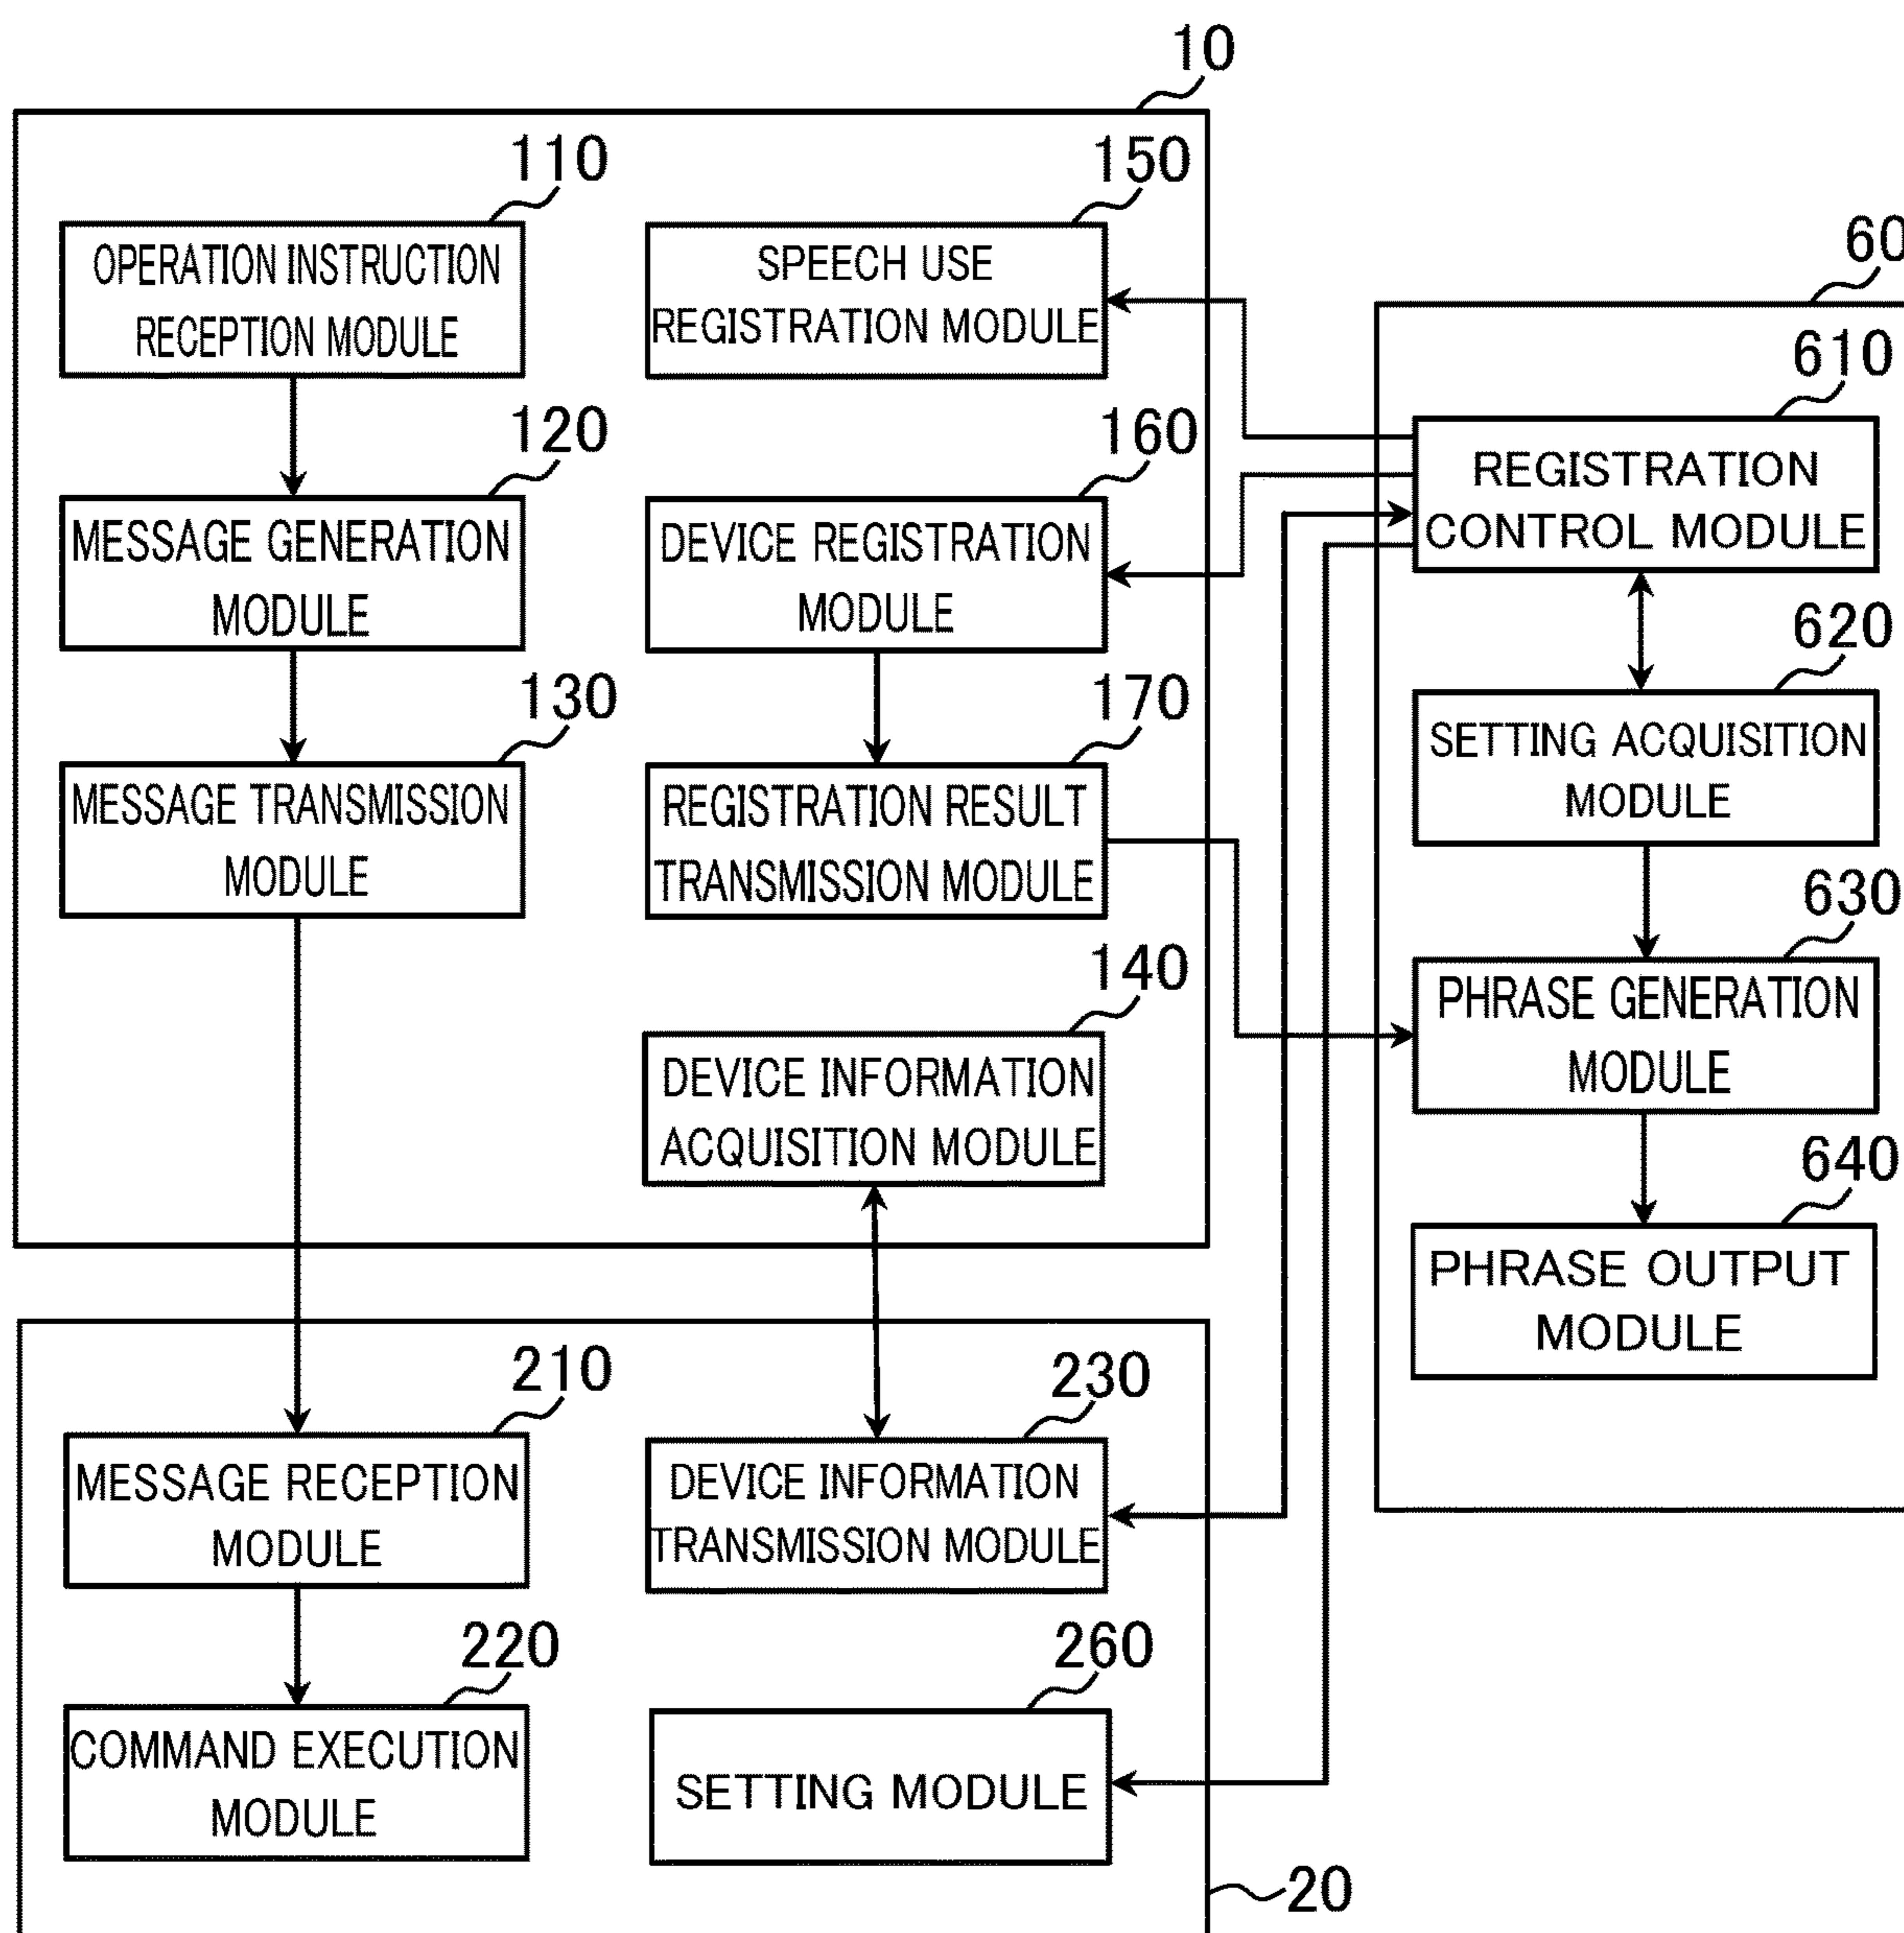 10
110
OPERATION INSTRUCTION
RECEPTION MODULE
120
MESSAGE GENERATION
MODULE
130
MESSAGE TRANSMISSION
MODULE
150
SPEECH USE
REGISTRATION MODULE
160
DEVICE REGISTRATION
MODULE
170
REGISTRATION RESULT
TRANSMISSION MODULE
140
DEVICE INFORMATION
ACQUISITION MODULE
60
610
REGISTRATION
CONTROL MODULE
620
SETTING ACQUISITION
MODULE
630
PHRASE GENERATION
MODULE
640
PHRASE OUTPUT
MODULE
210
MESSAGE RECEPTION
MODULE
220
COMMAND EXECUTION
MODULE
230
DEVICE INFORMATION
TRANSMISSION MODULE
260
SETTING MODULE
20